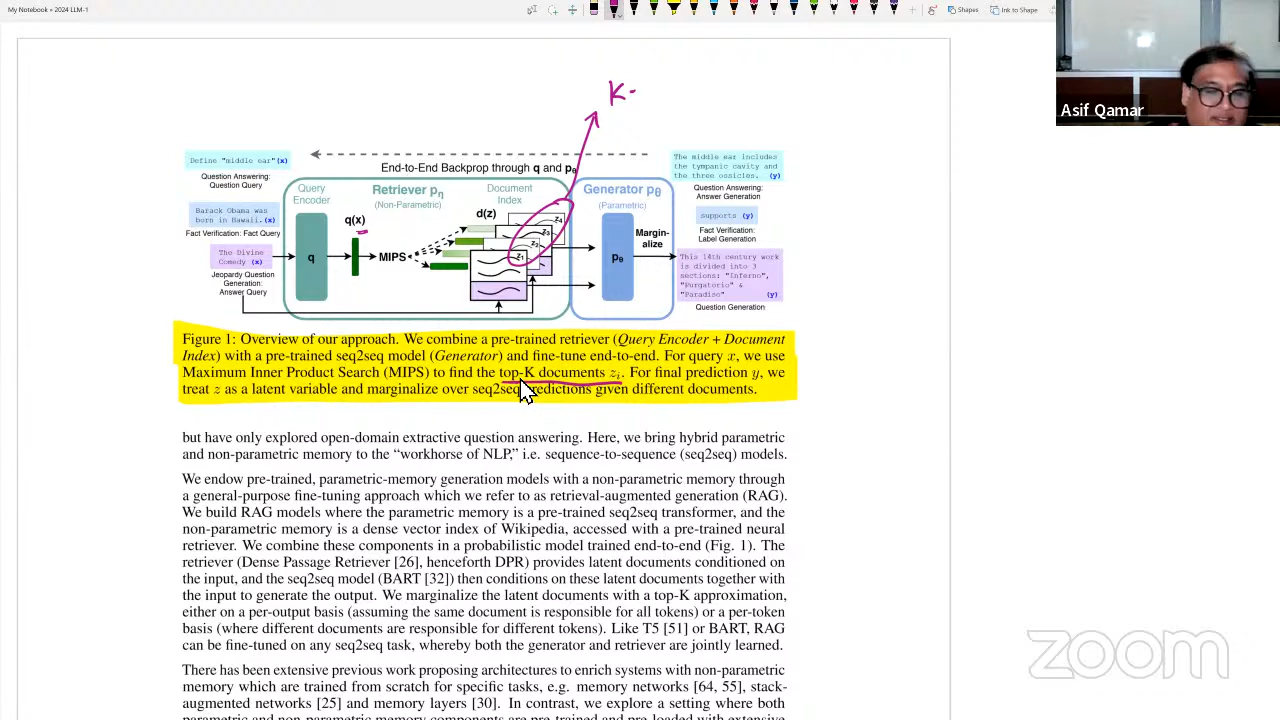 My Notebook • 2024 LLM-1
Shapes
Ink to Shape
Asif Qamar
K
Define "middle ear"(x)
Question Answering:
Question Query
Barack Obama was
born in Hawaii.(x)
Fact Verification: Fact Query
The Divine
Comedy (x)
Jeopardy Question
Generation:
Answer Query
End-to-End Backprop through q and pθ
Query
Encoder
Retriever pη
(Non-Parametric)
Document
Index
Generator pθ
(Parametric)
q(x)
d(z)
z4
z3
z2
z1
q
MIPS
pθ
Margin-
alize
The middle ear includes
the tympanic cavity and
the three ossicles. (y)
Question Answering:
Answer Generation
supports (y)
Fact Verification:
Label Generation
This 14th century work
is divided into 3
sections: "Inferno",
"Purgatorio" &
"Paradiso" (y)
Question Generation
Figure 1: Overview of our approach. We combine a pre-trained retriever (Query Encoder + Document
Index) with a pre-trained seq2seq model (Generator) and fine-tune end-to-end. For query x, we use
Maximum Inner Product Search (MIPS) to find the top-K documents zi. For final prediction y, we
treat z as a latent variable and marginalize over seq2seq predictions given different documents.
but have only explored open-domain extractive question answering. Here, we bring hybrid parametric
and non-parametric memory to the “workhorse of NLP,” i.e. sequence-to-sequence (seq2seq) models.
We endow pre-trained, parametric-memory generation models with a non-parametric memory through
a general-purpose fine-tuning approach which we refer to as retrieval-augmented generation (RAG).
We build RAG models where the parametric memory is a pre-trained seq2seq transformer, and the
non-parametric memory is a dense vector index of Wikipedia, accessed with a pre-trained neural
retriever. We combine these components in a probabilistic model trained end-to-end (Fig. 1). The
retriever (Dense Passage Retriever [26], henceforth DPR) provides latent documents conditioned on
the input, and the seq2seq model (BART [32]) then conditions on these latent documents together with
the input to generate the output. We marginalize the latent documents with a top-K approximation,
either on a per-output basis (assuming the same document is responsible for all tokens) or a per-token
basis (where different documents are responsible for different tokens). Like T5 [51] or BART, RAG
can be fine-tuned on any seq2seq task, whereby both the generator and retriever are jointly learned.
There has been extensive previous work proposing architectures to enrich systems with non-parametric
memory which are trained from scratch for specific tasks, e.g. memory networks [64, 55], stack-
augmented networks [25] and memory layers [30]. In contrast, we explore a setting where both
parametric and non-parametric memory components are pre-trained and pre-loaded with extensive
zoom